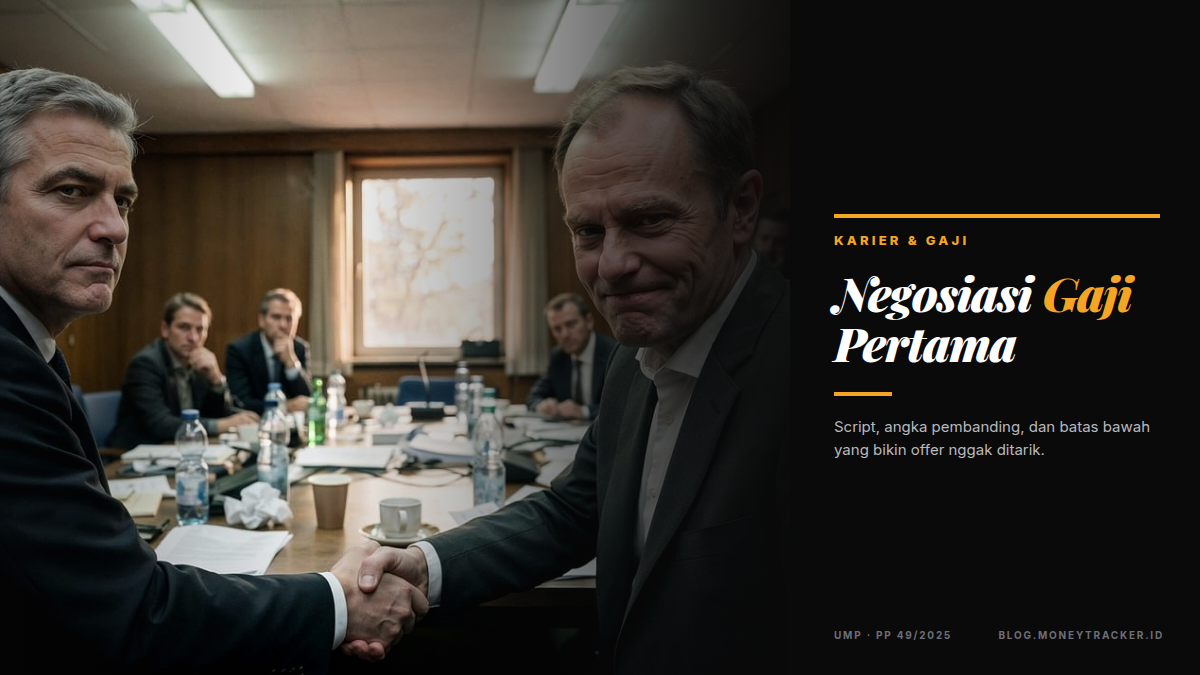 KARIER & GAJI
Negosiasi Gaji
Pertama
Script, angka pembanding, dan batas bawah
yang bikin offer nggak ditarik.
UMP · PP 49/2025
BLOG.MONEYTRACKER.ID